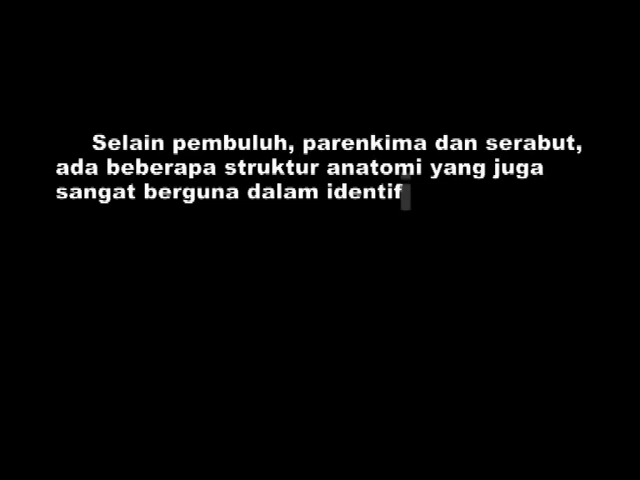 Selain pembuluh, parenkima dan serabut,
ada beberapa struktur anatomi yang juga
sangat berguna dalam identif